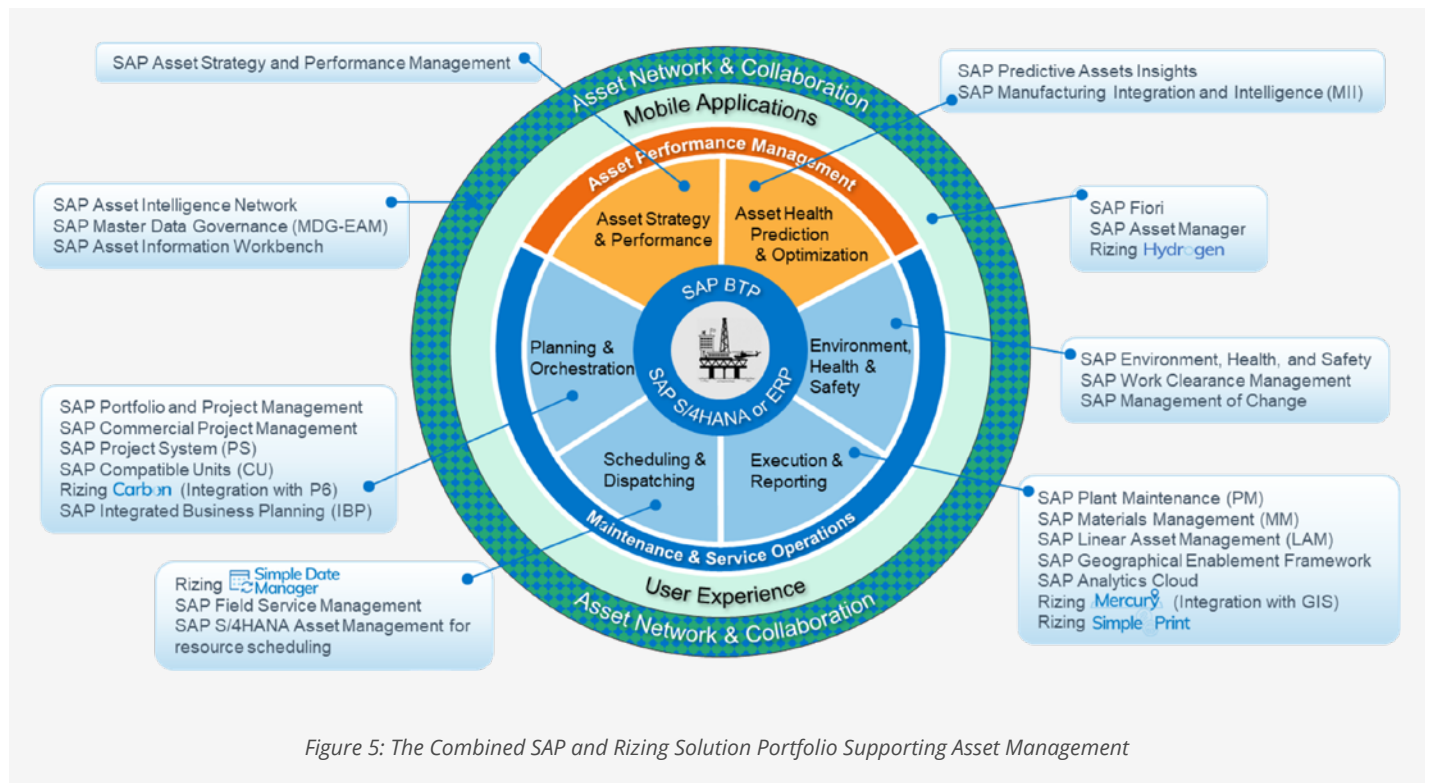 SAP Asset Strategy and Performance Management
SAP Predictive Assets Insights
SAP Manufacturing Integration and Intelligence (MII)
SAP Asset Intelligence Network
SAP Master Data Governance (MDG-EAM)
SAP Asset Information Workbench
SAP Fiori
SAP Asset Manager
Rizing Hydrogen
Asset Network & Collaboration
Mobile Applications
Asset Performance Management
Asset Strategy
& Performance
Asset Health
Prediction
& Optimization
SAP BTP
Planning &
Orchestration
Environment,
Health &
Safety
SAP S/4HANA or ERP
Scheduling &
Dispatching
Execution &
Reporting
Maintenance & Service Operations
User Experience
Asset Network & Collaboration
SAP Environment, Health, and Safety
SAP Work Clearance Management
SAP Management of Change
SAP Portfolio and Project Management
SAP Commercial Project Management
SAP Project System (PS)
SAP Compatible Units (CU)
Rizing Carbon (Integration with P6)
SAP Integrated Business Planning (IBP)
SAP Plant Maintenance (PM)
SAP Materials Management (MM)
SAP Linear Asset Management (LAM)
SAP Geographical Enablement Framework
SAP Analytics Cloud
Rizing Mercury (Integration with GIS)
Rizing Simple Print
Rizing Simple Date
Manager
SAP Field Service Management
SAP S/4HANA Asset Management for
resource scheduling
Figure 5: The Combined SAP and Rizing Solution Portfolio Supporting Asset Management